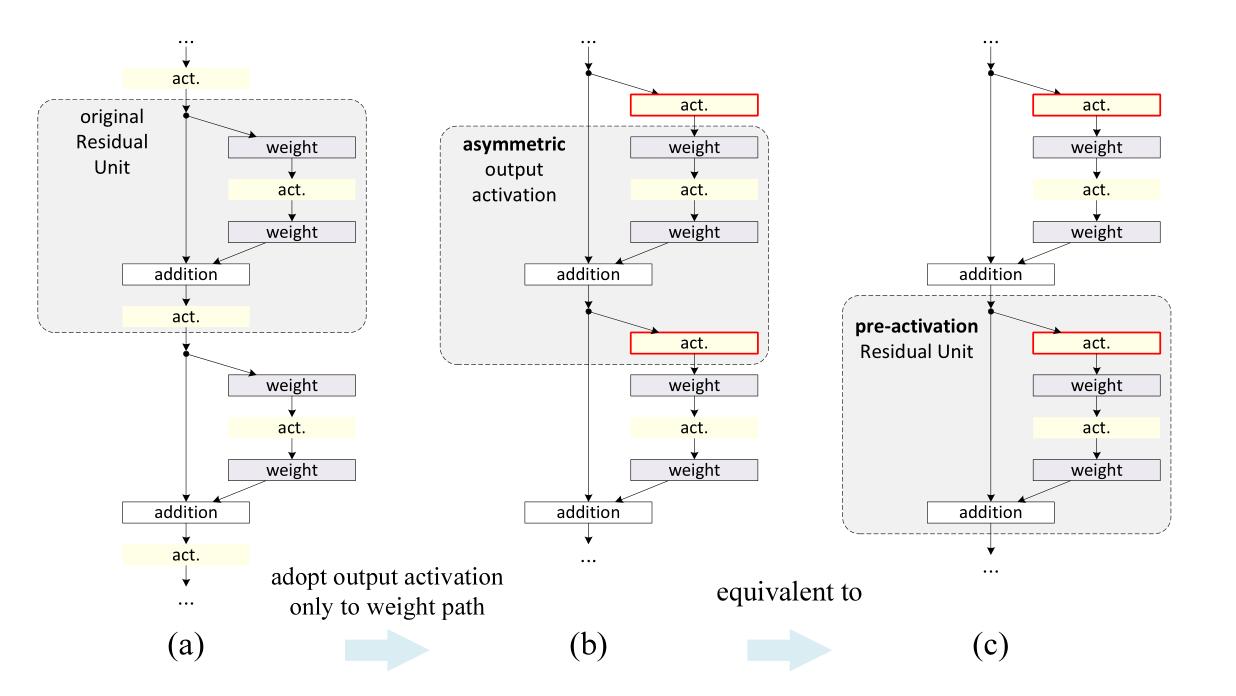 ...
act.
original
Residual
Unit
weight
act.
weight
addition
act.
weight
act.
weight
addition
act.
...
(a)
adopt output activation
only to weight path
...
act.
asymmetric
output
activation
weight
act.
weight
addition
act.
weight
act.
weight
addition
...
(b)
equivalent to
...
act.
weight
act.
weight
addition
pre-activation
Residual Unit
act.
weight
act.
weight
addition
...
(c)